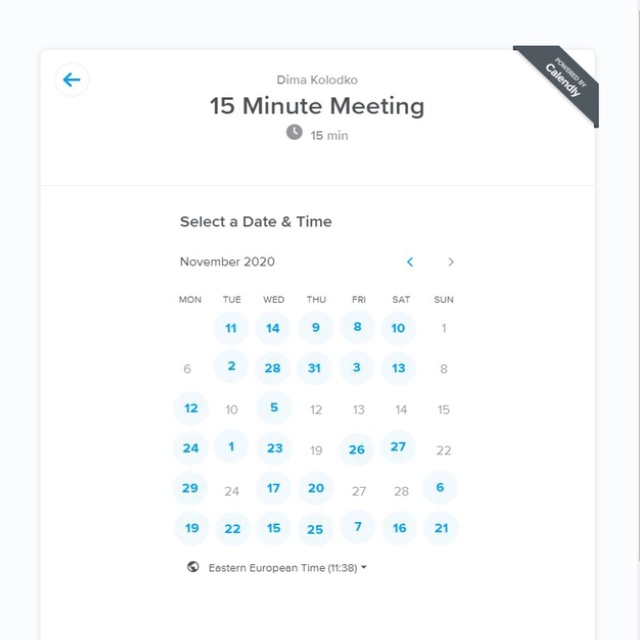 Dima Kolodko
15 Minute Meeting
15 min
POWERED BY
Calendly
Select a Date & Time
November 2020
MON TUE WED THU FRI SAT SUN
11 14 9 8 10 1
6 2 28 31 3 13 8
12 10 5 12 13 14 15
24 1 23 19 26 27 22
29 24 17 20 27 28 6
19 22 15 25 7 16 21
Eastern European Time (11:38)